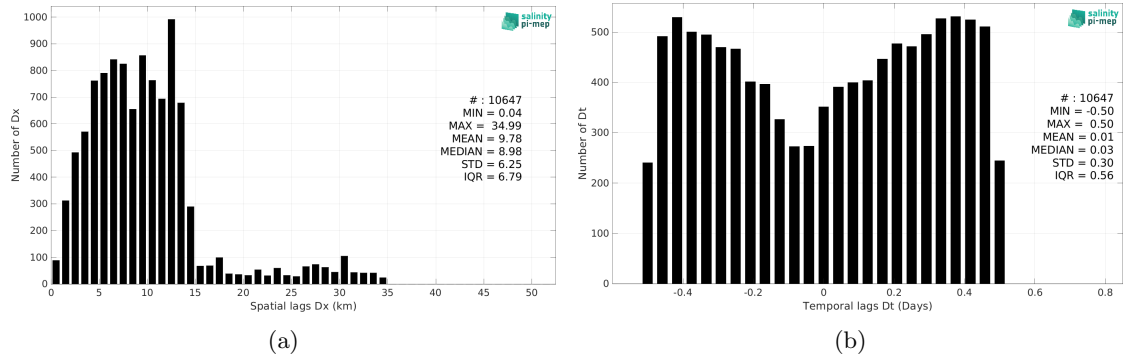 1000
900
800
700
600
500
400
300
200
100
0
Number of Dx
salinity
pi-mep
# : 10647
MIN = 0.04
MAX = 34.99
MEAN = 9.78
MEDIAN = 8.98
STD = 6.25
IQR = 6.79
0 5 10 15 20 25 30 35 40 45 50
Spatial lags Dx (km)
(a)
500
400
300
200
100
0
Number of Dt
salinity
pi-mep
# : 10647
MIN = -0.50
MAX = 0.50
MEAN = 0.01
MEDIAN = 0.03
STD = 0.30
IQR = 0.56
-0.4 -0.2 0 0.2 0.4 0.6 0.8
Temporal lags Dt (Days)
(b)